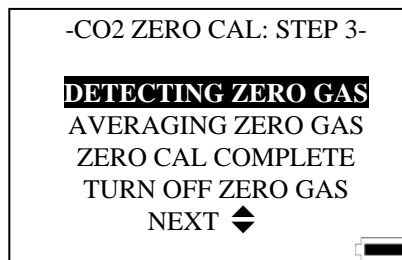 -CO2 ZERO CAL: STEP 3-
DETECTING ZERO GAS
AVERAGING ZERO GAS
ZERO CAL COMPLETE
TURN OFF ZERO GAS
NEXT